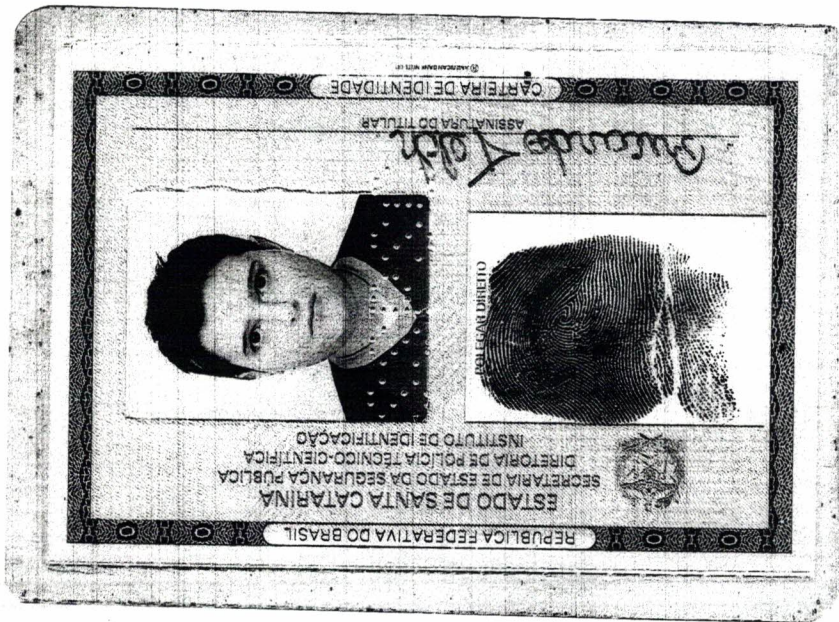 REPÚBLICA FEDERATIVA DO BRASIL
ESTADO DE SANTA CATARINA
SECRETARIA DE ESTADO DA SEGURANÇA PÚBLICA
DIRETORIA DE POLÍCIA TÉCNICO-CIENTÍFICA
INSTITUTO DE IDENTIFICAÇÃO
POLEGAR DIREITO
ASSINATURA DO TITULAR
CARTEIRA DE IDENTIDADE